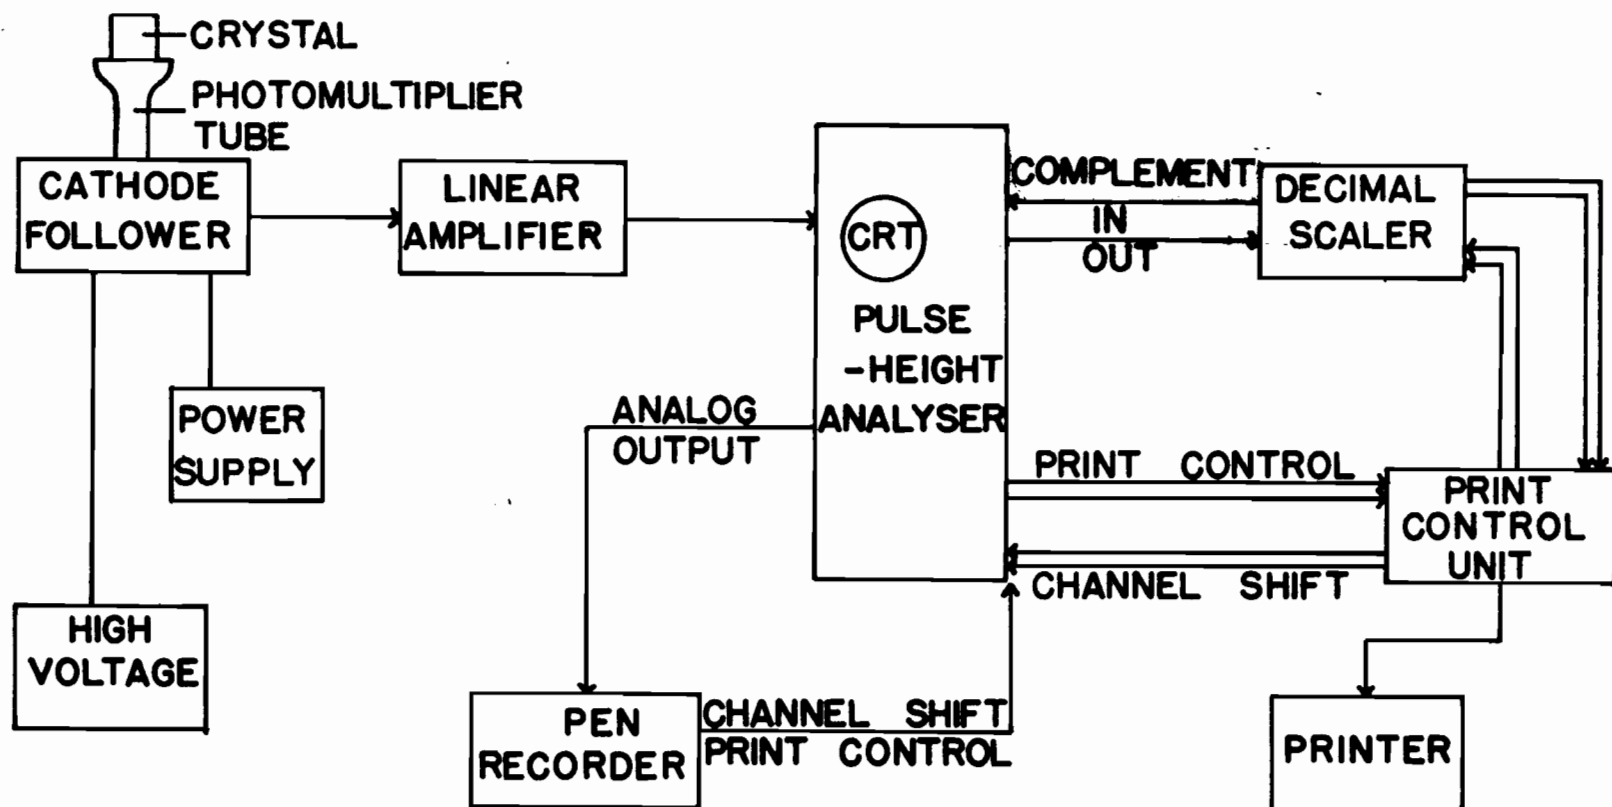 CRYSTAL
PHOTOMULTIPLIER
TUBE
CATHODE
FOLLOWER
LINEAR
AMPLIFIER
CRT
PULSE
-HEIGHT
ANALYSER
COMPLEMENT
IN
OUT
DECIMAL
SCALER
POWER
SUPPLY
ANALOG
OUTPUT
PRINT CONTROL
PRINT
CONTROL
UNIT
CHANNEL SHIFT
HIGH
VOLTAGE
PEN
RECORDER
CHANNEL SHIFT
PRINT CONTROL
PRINTER